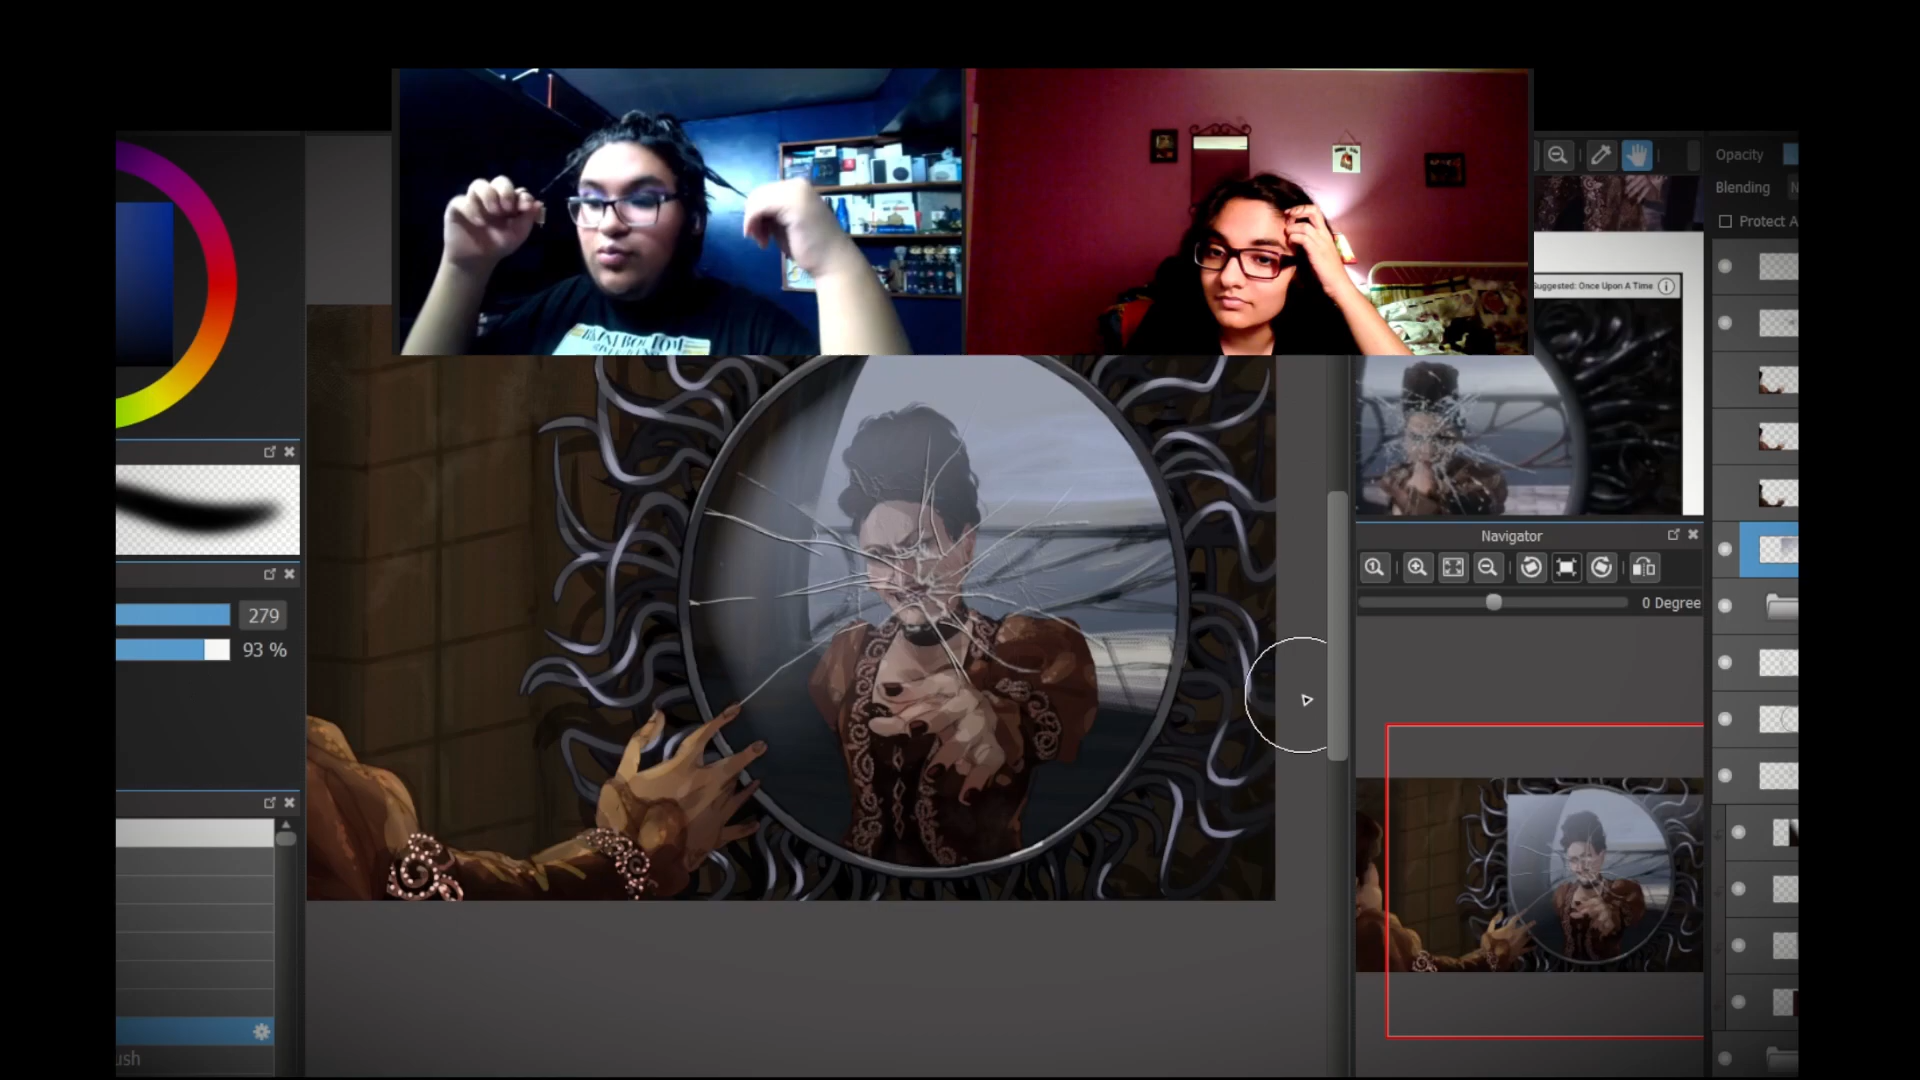 Opacity
Blending
Protect A
Suggested: Once Upon A Time
279
93 %
Navigator
0 Degree
ush